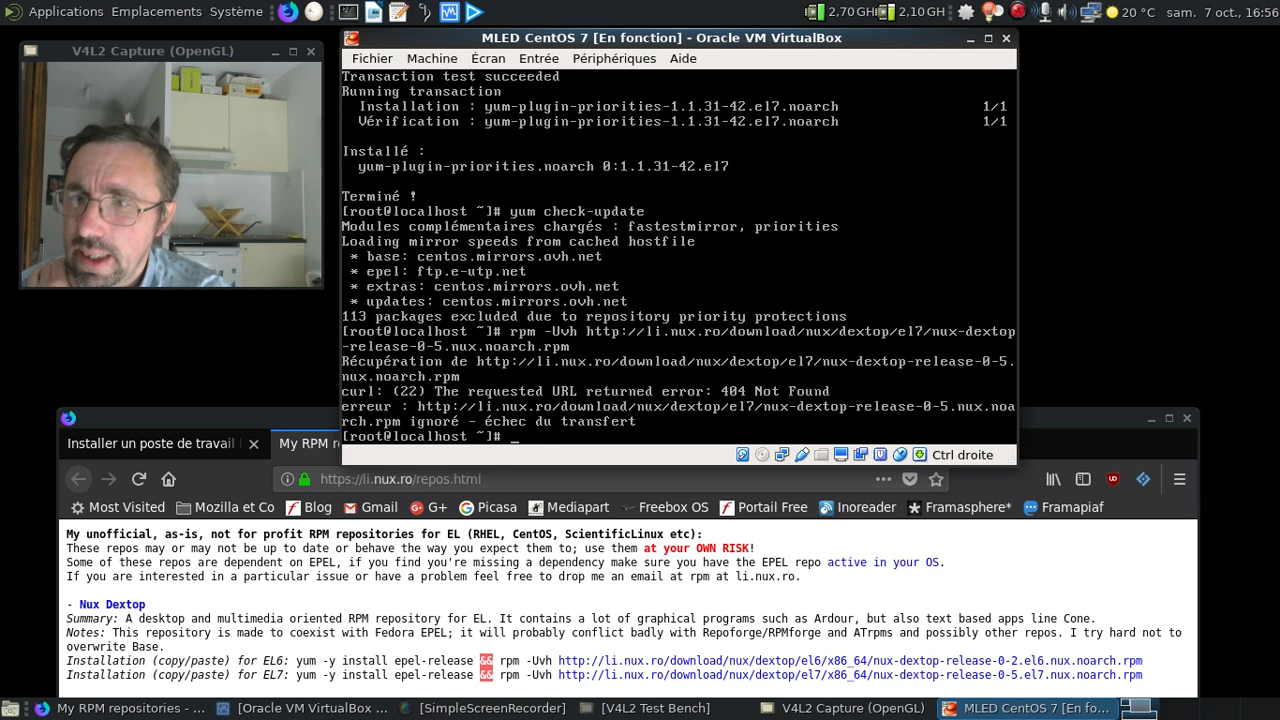 Applications Emplacements Système
2,70 GH 2,10 GH 20 °C sam. 7 oct., 16:56
V4L2 Capture (OpenGL)
MLED CentOS 7 [En fonction] - Oracle VM VirtualBox
Fichier Machine Écran Entrée Périphériques Aide
Transaction test succeeded
Running transaction
Installation : yum-plugin-priorities-1.1.31-42.el7.noarch 1/1
Vérification : yum-plugin-priorities-1.1.31-42.el7.noarch 1/1
Installé :
yum-plugin-priorities.noarch 0:1.1.31-42.el7
Terminé !
[root@localhost ~]# yum check-update
Modules complémentaires chargés : fastestmirror, priorities
Loading mirror speeds from cached hostfile
* base: centos.mirrors.ovh.net
* epel: ftp.e-utp.net
* extras: centos.mirrors.ovh.net
* updates: centos.mirrors.ovh.net
113 packages excluded due to repository priority protections
[root@localhost ~]# rpm -Uvh http://li.nux.ro/download/nux/dextop/el7/nux-dextop
-release-0-5.nux.noarch.rpm
Récupération de http://li.nux.ro/download/nux/dextop/el7/nux-dextop-release-0-5.
nux.noarch.rpm
curl: (22) The requested URL returned error: 404 Not Found
erreur : http://li.nux.ro/download/nux/dextop/el7/nux-dextop-release-0-5.nux.noa
rch.rpm ignoré - échec du transfert
[root@localhost ~]# _
Ctrl droite
Installer un poste de travail My RPM
https://li.nux.ro/repos.html
Most Visited Mozilla et Co Blog Gmail G+ Picasa Mediapart Freebox OS Portail Free Inoreader Framasphere* Framapiaf
My unofficial, as-is, not for profit RPM repositories for EL (RHEL, CentOS, ScientificLinux etc):
These repos may or may not be up to date or behave the way you expect them to; use them at your OWN RISK!
Some of these repos are dependent on EPEL, if you find you're missing a dependency make sure you have the EPEL repo active in your OS.
If you are interested in a particular issue or have a problem feel free to drop me an email at rpm at li.nux.ro.
- Nux Dextop
Summary: A desktop and multimedia oriented RPM repository for EL. It contains a lot of graphical programs such as Ardour, but also text based apps line Cone.
Notes: This repository is made to coexist with Fedora EPEL; it will probably conflict badly with Repoforge/RPMforge and ATrpms and possibly other repos. I try hard not to
overwrite Base.
Installation (copy/paste) for EL6: yum -y install epel-release && rpm -Uvh http://li.nux.ro/download/nux/dextop/el6/x86_64/nux-dextop-release-0-2.el6.nux.noarch.rpm
Installation (copy/paste) for EL7: yum -y install epel-release && rpm -Uvh http://li.nux.ro/download/nux/dextop/el7/x86_64/nux-dextop-release-0-5.el7.nux.noarch.rpm
My RPM repositories - ... [Oracle VM VirtualBox ... [SimpleScreenRecorder] [V4L2 Test Bench] V4L2 Capture (OpenGL) MLED CentOS 7 [En fo...